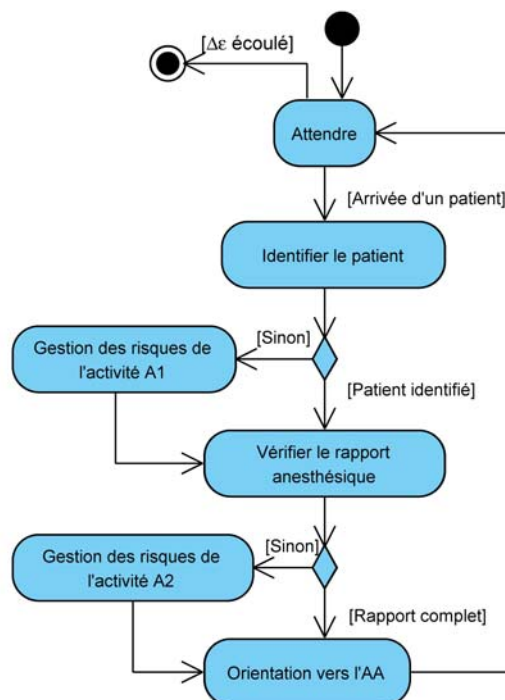 [Δε écoulé]
Attendre
[Arrivée d'un patient]
Identifier le patient
[Sinon]
Gestion des risques de
l'activité A1
[Patient identifié]
Vérifier le rapport
anesthésique
[Sinon]
Gestion des risques de
l'activité A2
[Rapport complet]
Orientation vers l'AA